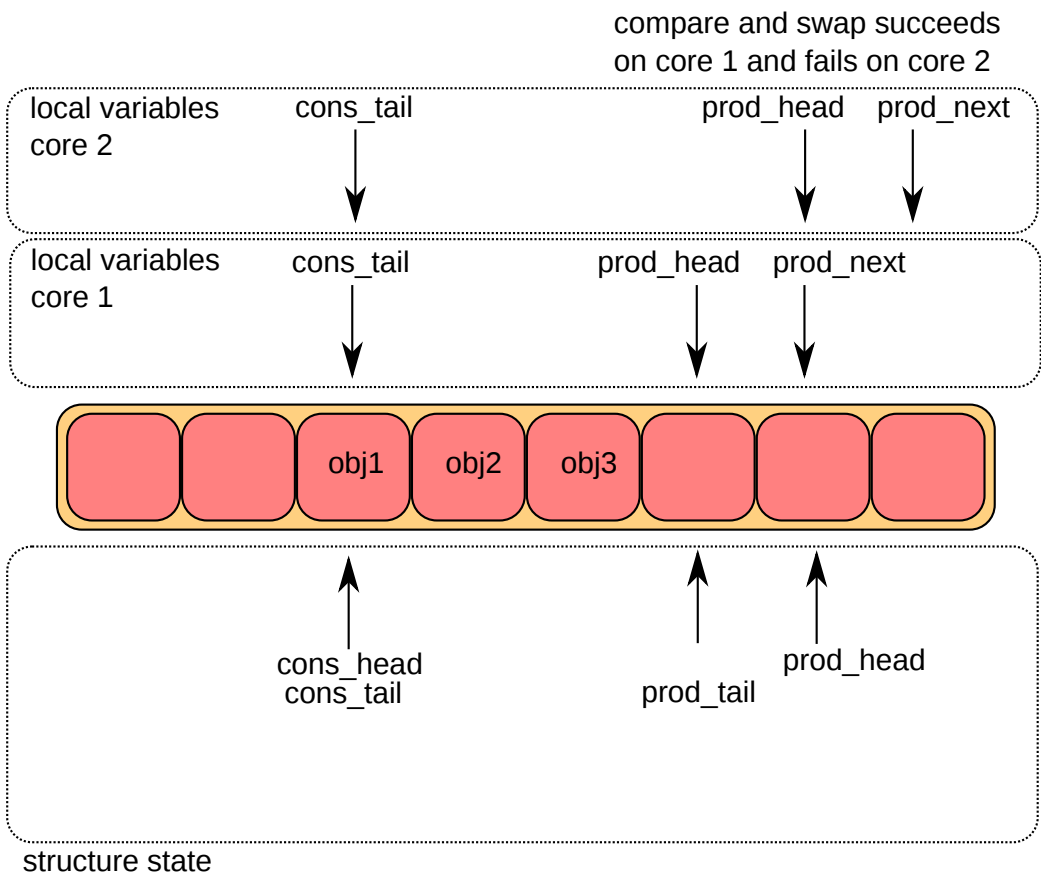 compare and swap succeeds
on core 1 and fails on core 2
local variables
core 2
cons_tail
prod_head
prod_next
local variables
core 1
cons_tail
prod_head
prod_next
obj1
obj2
obj3
cons_head
cons_tail
prod_tail
prod_head
structure state